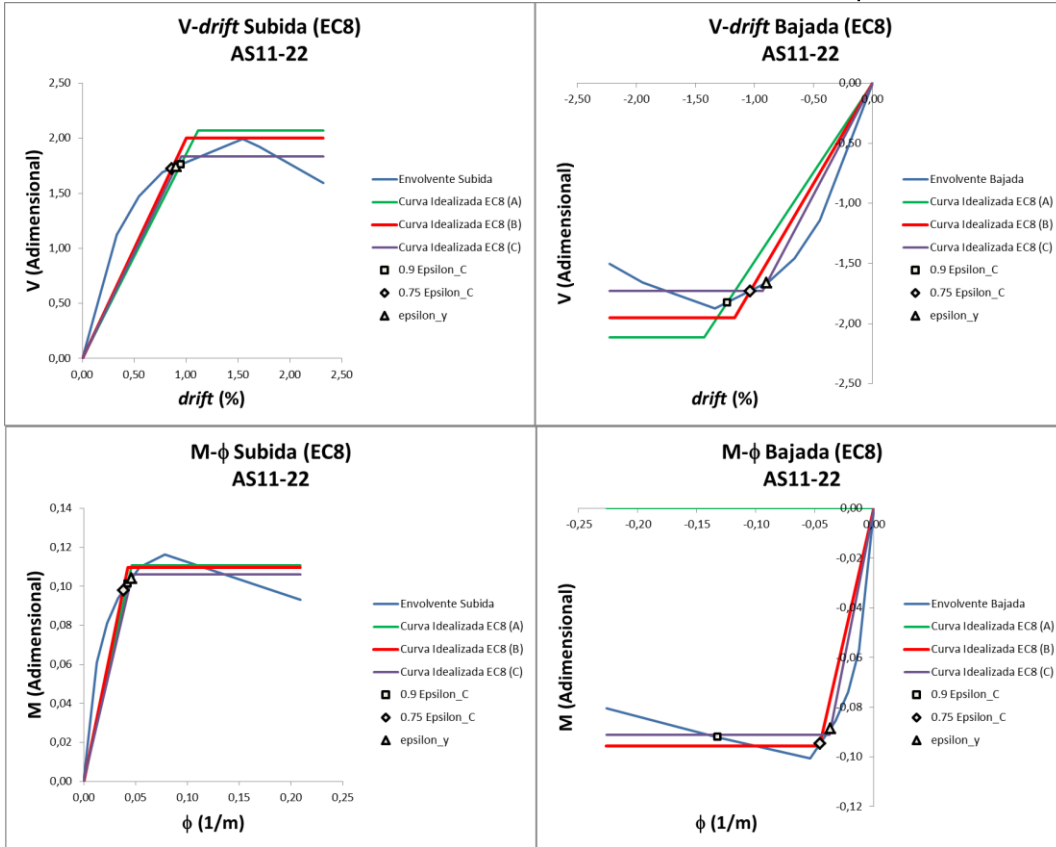 V-drift Subida (EC8)
AS11-22
2,50
2,00
1,50
1,00
0,50
0,00
V (Adimensional)
0,00 0,50 1,00 1,50 2,00 2,50
drift (%)
Envolvente Subida
Curva Idealizada EC8 (A)
Curva Idealizada EC8 (B)
Curva Idealizada EC8 (C)
0.9 Epsilon_C
0.75 Epsilon_C
epsilon_y
V-drift Bajada (EC8)
AS11-22
-2,50 -2,00 -1,50 -1,00 -0,50 0,00
0,00
-0,50
-1,00
-1,50
-2,00
-2,50
V (Adimensional)
drift (%)
Envolvente Bajada
Curva Idealizada EC8 (A)
Curva Idealizada EC8 (B)
Curva Idealizada EC8 (C)
0.9 Epsilon_C
0.75 Epsilon_C
epsilon_y
M-ϕ Subida (EC8)
AS11-22
0,14
0,12
0,10
0,08
0,06
0,04
0,02
0,00
M (Adimensional)
0,00 0,05 0,10 0,15 0,20 0,25
ϕ (1/m)
Envolvente Subida
Curva Idealizada EC8 (A)
Curva Idealizada EC8 (B)
Curva Idealizada EC8 (C)
0.9 Epsilon_C
0.75 Epsilon_C
epsilon_y
M-ϕ Bajada (EC8)
AS11-22
-0,25 -0,20 -0,15 -0,10 -0,05 0,00
0,00
-0,02
-0,04
-0,06
-0,08
-0,10
-0,12
M (Adimensional)
ϕ (1/m)
Envolvente Bajada
Curva Idealizada EC8 (A)
Curva Idealizada EC8 (B)
Curva Idealizada EC8 (C)
0.9 Epsilon_C
0.75 Epsilon_C
epsilon_y